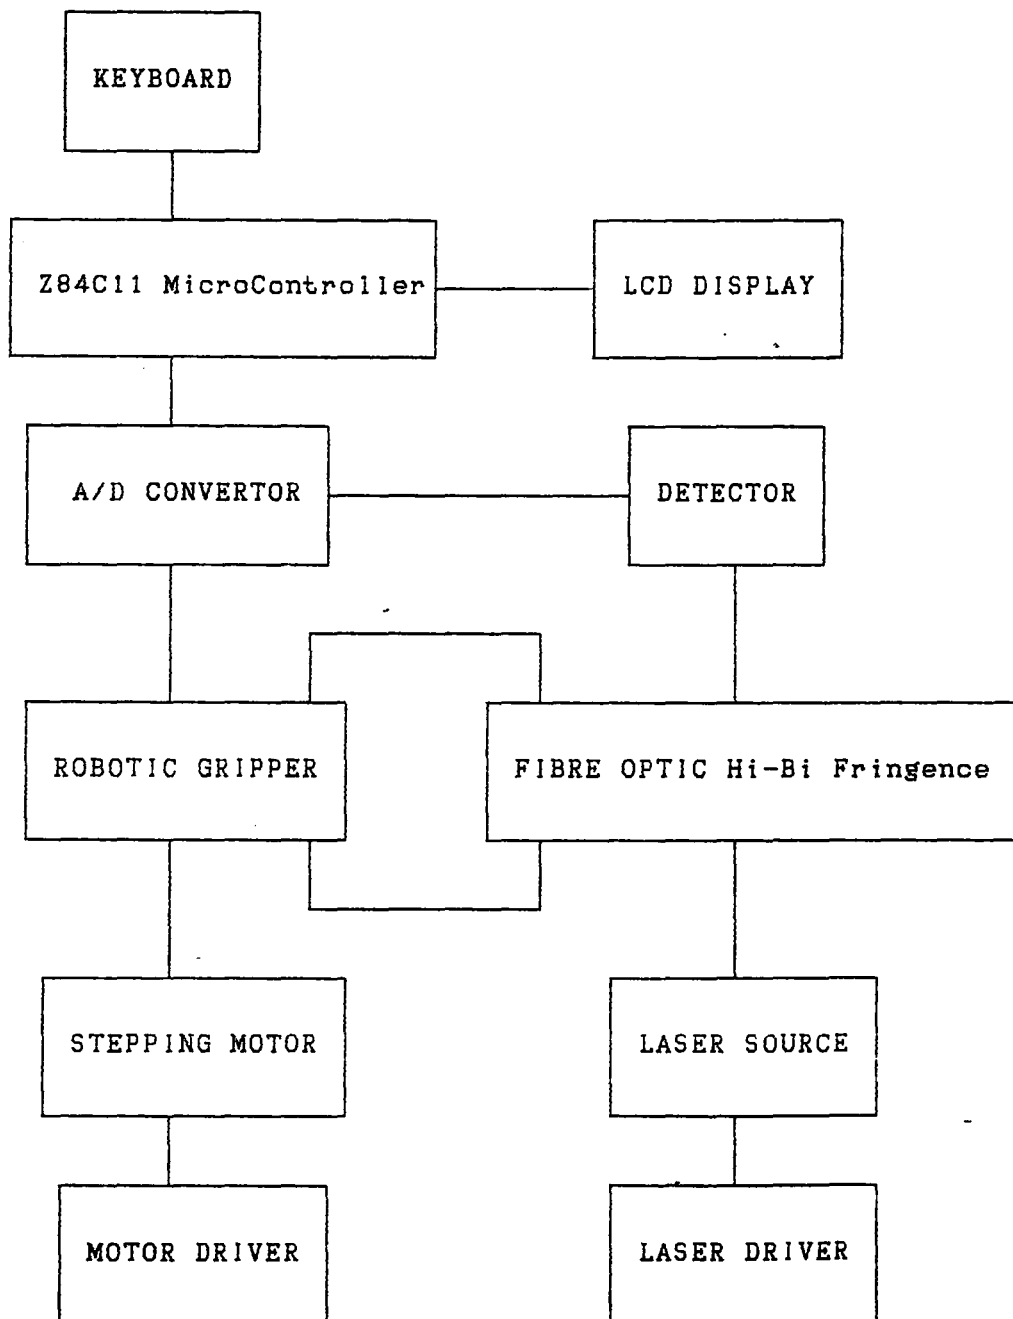 KEYBOARD
Z84C11 MicroController
LCD DISPLAY
A/D CONVERTOR
DETECTOR
ROBOTIC GRIPPER
FIBRE OPTIC Hi-Bi Fringence
STEPPING MOTOR
LASER SOURCE
MOTOR DRIVER
LASER DRIVER